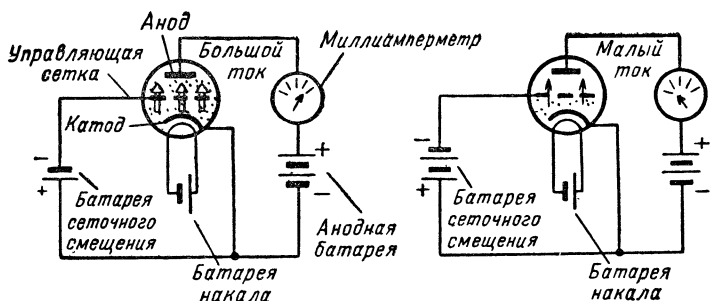 Анод
Управляющая
сетка
Большой
ток
Миллиамперметр
Катод
-
+
Батарея
сеточного
смещения
Батарея
накала
+
-
Анодная
батарея
Малый
ток
-
+
Батарея
сеточного
смещения
Батарея
накала
+
-